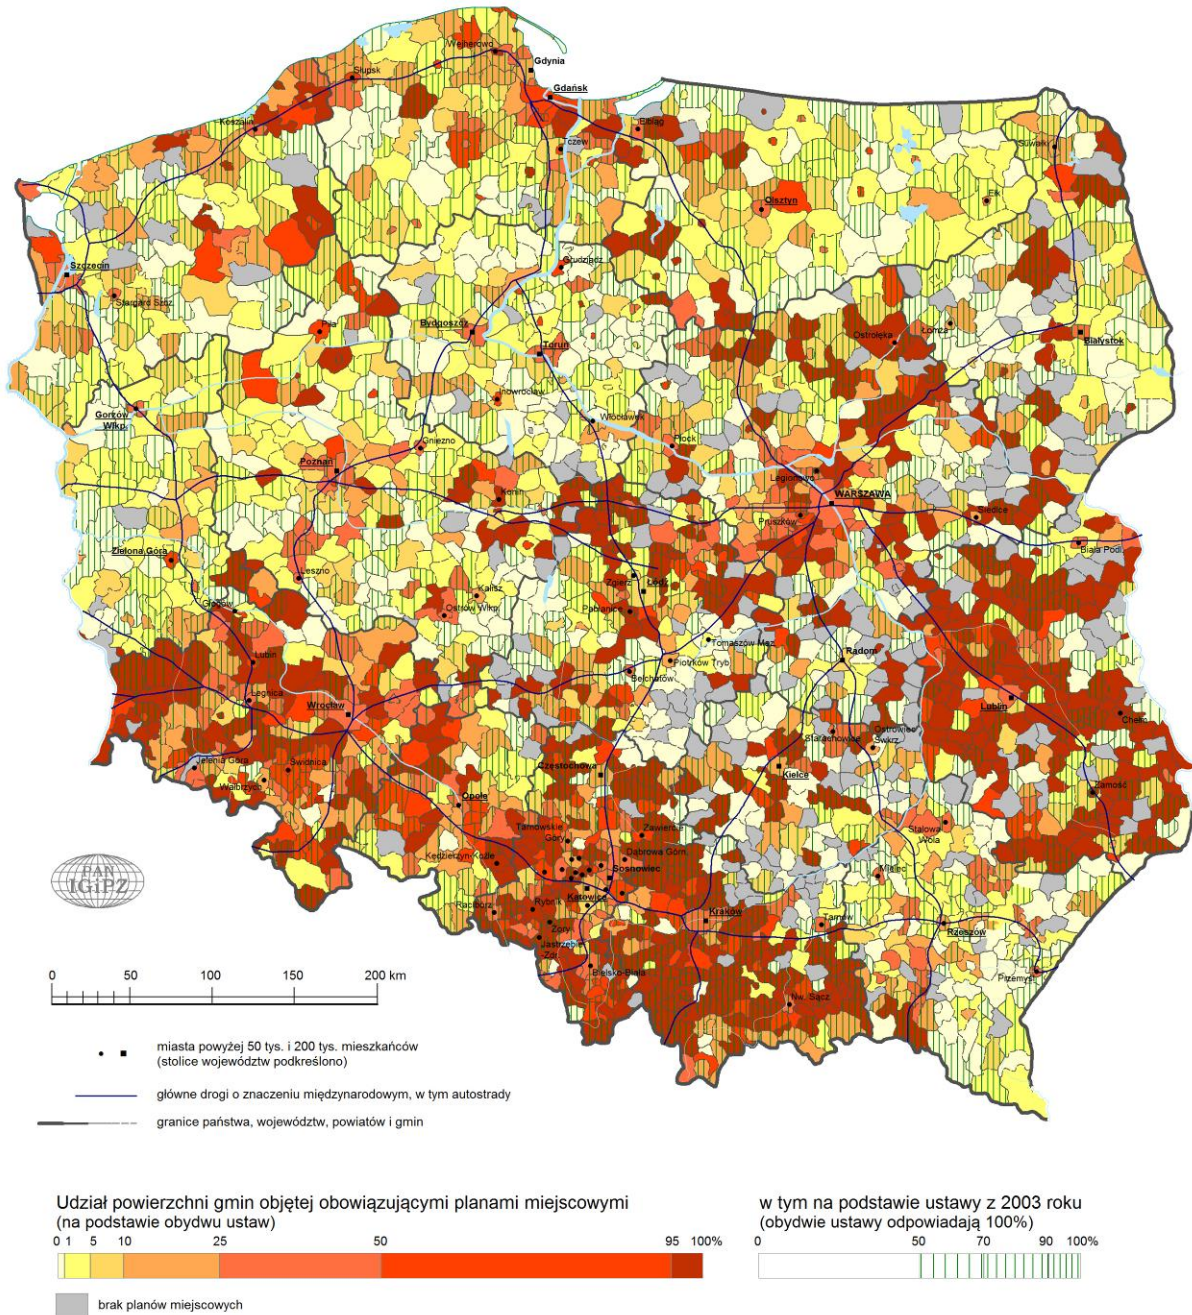 Wejherowo
Gdynia
Słupsk
Gdańsk
Koszalin
Elbląg
Tczew
Suwałki
Olsztyn
Ełk
Szczecin
Grudziądz
Stargard Szcz.
Piła
Bydgoszcz
Ostrołęka
Łomża
Białystok
Toruń
Inowrocław
Gorzów
Wlkp.
Włocławek
Gniezno
Płock
Poznań
Legionowo
Konin
WARSZAWA
Pruszków
Siedlce
Biała Podl.
Zielona Góra
Leszno
Zgierz
Łódź
Kalisz
Głogów
Ostrów Wlkp.
Pabianice
Tomaszów Maz.
Radom
Lubin
Piotrków Tryb.
Bełchatów
Legnica
Wrocław
Lublin
Chełm
Starachowice
Ostrowiec
Świkrz.
Jelenia Góra
Świdnica
Wałbrzych
Częstochowa
Kielce
Zamość
Opole
Tarnowskie
Góry
Zawiercie
Stalowa
Wola
Kędzierzyn-Koźle
Dąbrowa Górn.
Sosnowiec
Mielec
Katowice
Rybnik
Racibórz
Kraków
Tarnów
Rzeszów
Żory
Jastrzębie-
Zdr.
Bielsko-Biała
Przemyśl
Nw. Sącz
PAN
IGiPZ
0 50 100 150 200 km
miasta powyżej 50 tys. i 200 tys. mieszkańców
(stolice województw podkreślono)
główne drogi o znaczeniu międzynarodowym, w tym autostrady
granice państwa, województw, powiatów i gmin
Udział powierzchni gmin objętej obowiązującymi planami miejscowymi
(na podstawie obydwu ustaw)
0 1 5 10 25 50 95 100%
brak planów miejscowych
w tym na podstawie ustawy z 2003 roku
(obydwie ustawy odpowiadają 100%)
0 50 70 90 100%